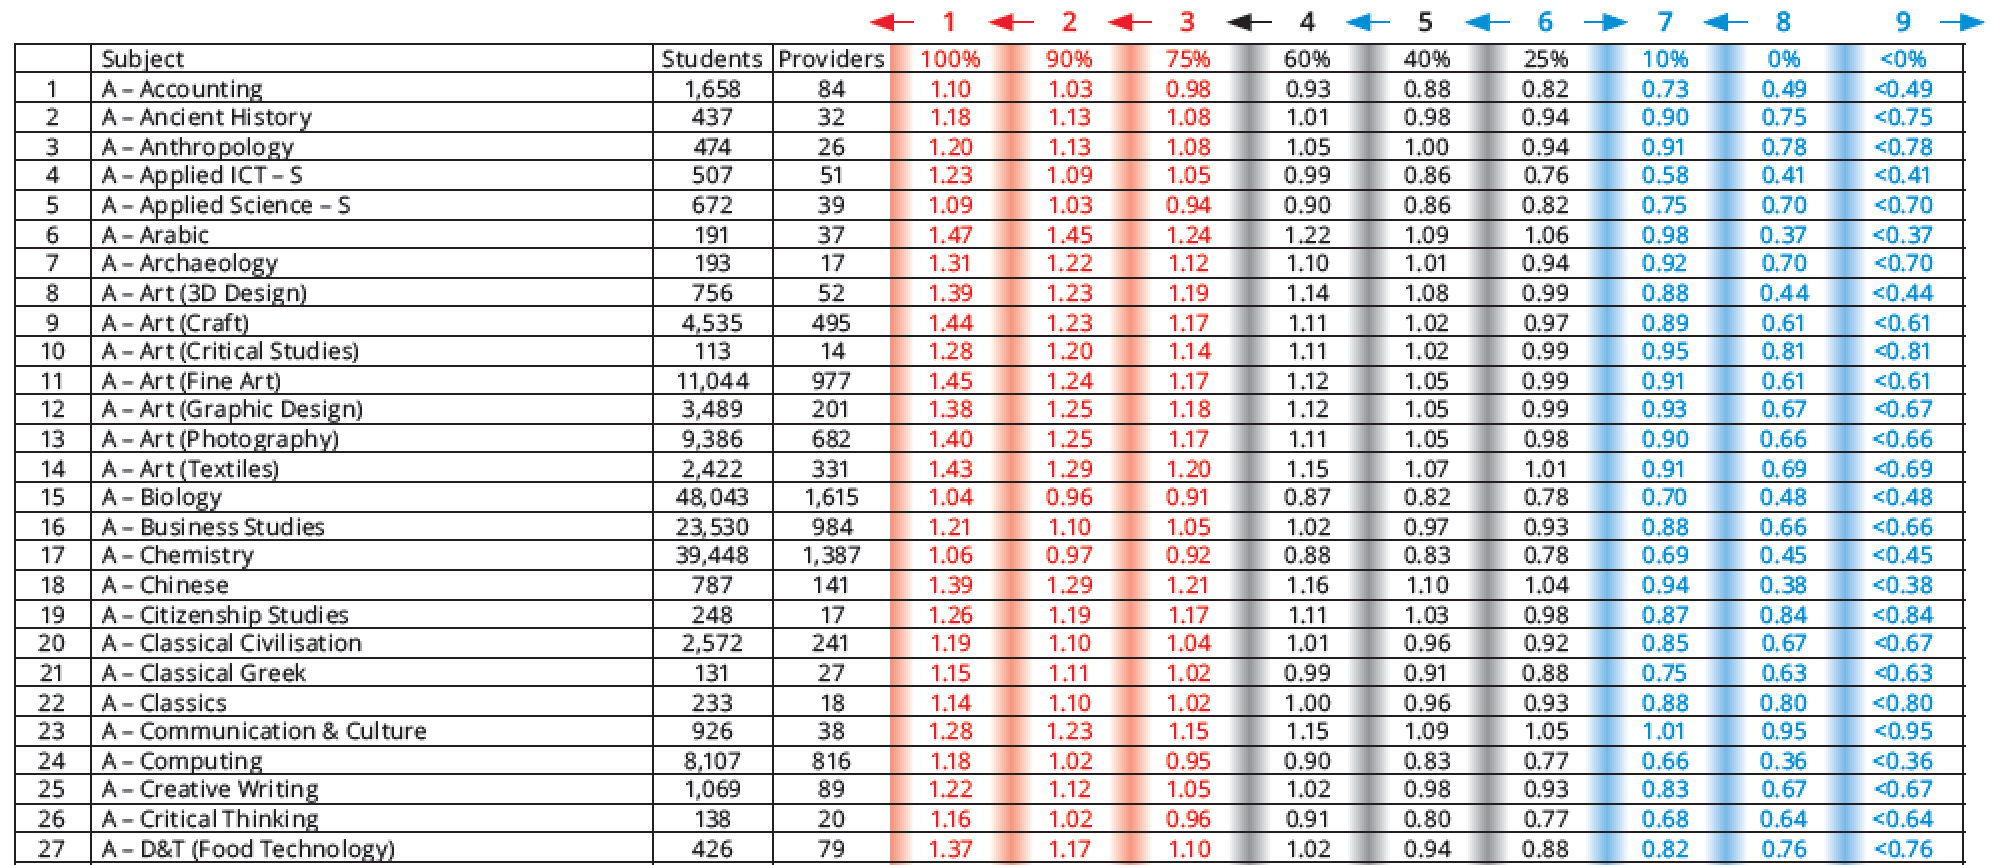 1 2 3 4 5 6 7 8 9
Subject Students Providers 100% 90% 75% 60% 40% 25% 10% 0% <0%
1 A – Accounting 1,658 84 1.10 1.03 0.98 0.93 0.88 0.82 0.73 0.49 <0.49
2 A – Ancient History 437 32 1.18 1.13 1.08 1.01 0.98 0.94 0.90 0.75 <0.75
3 A – Anthropology 474 26 1.20 1.13 1.08 1.05 1.00 0.94 0.91 0.78 <0.78
4 A – Applied ICT – S 507 51 1.23 1.09 1.05 0.99 0.86 0.76 0.58 0.41 <0.41
5 A – Applied Science – S 672 39 1.09 1.03 0.94 0.90 0.86 0.82 0.75 0.70 <0.70
6 A – Arabic 191 37 1.47 1.45 1.24 1.22 1.09 1.06 0.98 0.37 <0.37
7 A – Archaeology 193 17 1.31 1.22 1.12 1.10 1.01 0.94 0.92 0.70 <0.70
8 A – Art (3D Design) 756 52 1.39 1.23 1.19 1.14 1.08 0.99 0.88 0.44 <0.44
9 A – Art (Craft) 4,535 495 1.44 1.23 1.17 1.11 1.02 0.97 0.89 0.61 <0.61
10 A – Art (Critical Studies) 113 14 1.28 1.20 1.14 1.11 1.02 0.99 0.95 0.81 <0.81
11 A – Art (Fine Art) 11,044 977 1.45 1.24 1.17 1.12 1.05 0.99 0.91 0.61 <0.61
12 A – Art (Graphic Design) 3,489 201 1.38 1.25 1.18 1.12 1.05 0.99 0.93 0.67 <0.67
13 A – Art (Photography) 9,386 682 1.40 1.25 1.17 1.11 1.05 0.98 0.90 0.66 <0.66
14 A – Art (Textiles) 2,422 331 1.43 1.29 1.20 1.15 1.07 1.01 0.91 0.69 <0.69
15 A – Biology 48,043 1,615 1.04 0.96 0.91 0.87 0.82 0.78 0.70 0.48 <0.48
16 A – Business Studies 23,530 984 1.21 1.10 1.05 1.02 0.97 0.93 0.88 0.66 <0.66
17 A – Chemistry 39,448 1,387 1.06 0.97 0.92 0.88 0.83 0.78 0.69 0.45 <0.45
18 A – Chinese 787 141 1.39 1.29 1.21 1.16 1.10 1.04 0.94 0.38 <0.38
19 A – Citizenship Studies 248 17 1.26 1.19 1.17 1.11 1.03 0.98 0.87 0.84 <0.84
20 A – Classical Civilisation 2,572 241 1.19 1.10 1.04 1.01 0.96 0.92 0.85 0.67 <0.67
21 A – Classical Greek 131 27 1.15 1.11 1.02 0.99 0.91 0.88 0.75 0.63 <0.63
22 A – Classics 233 18 1.14 1.10 1.02 1.00 0.96 0.93 0.88 0.80 <0.80
23 A – Communication & Culture 926 38 1.28 1.23 1.15 1.15 1.09 1.05 1.01 0.95 <0.95
24 A – Computing 8,107 816 1.18 1.02 0.95 0.90 0.83 0.77 0.66 0.36 <0.36
25 A – Creative Writing 1,069 89 1.22 1.12 1.05 1.02 0.98 0.93 0.83 0.67 <0.67
26 A – Critical Thinking 138 20 1.16 1.02 0.96 0.91 0.80 0.77 0.68 0.64 <0.64
27 A – D&T (Food Technology) 426 79 1.37 1.17 1.10 1.02 0.94 0.88 0.82 0.76 <0.76